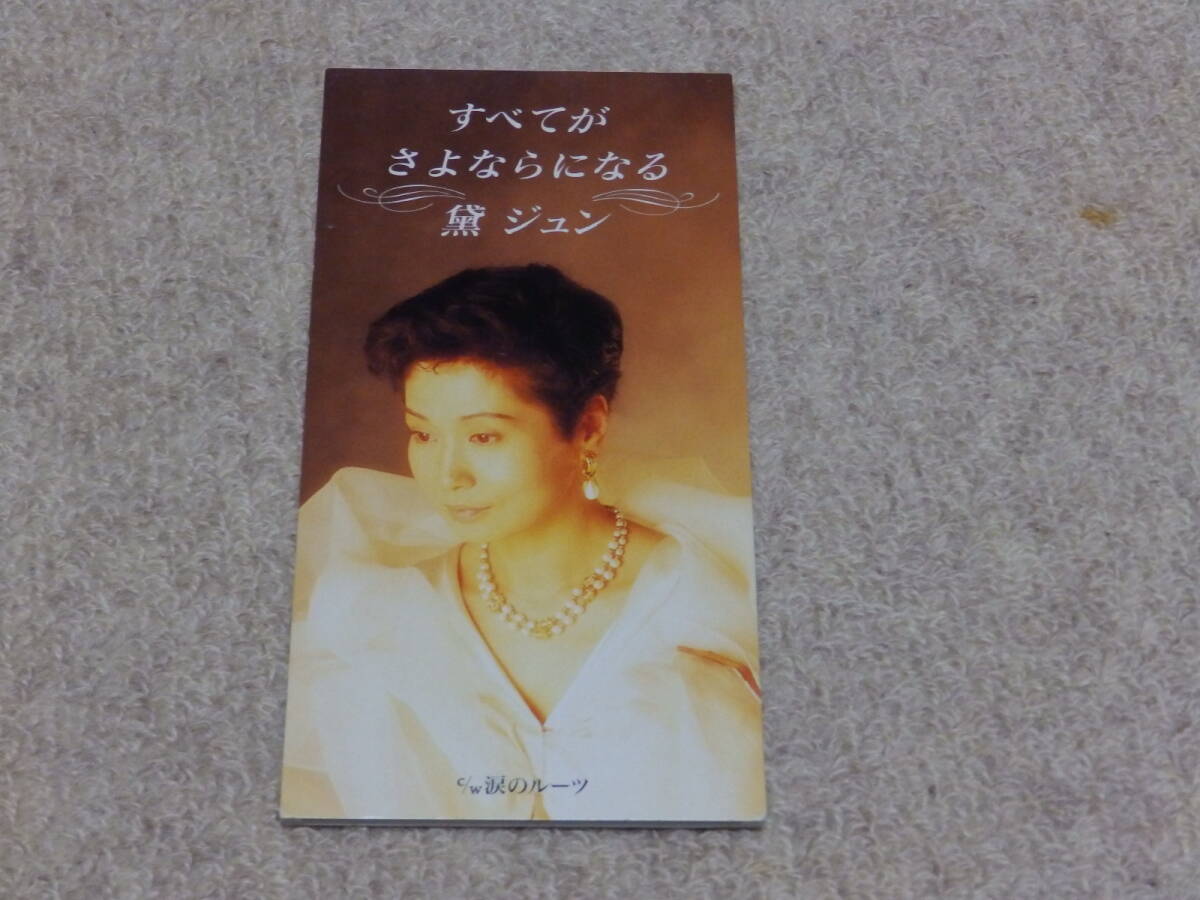 すべてが
さよならになる
黛 ジュン
c/w 涙のルーツ